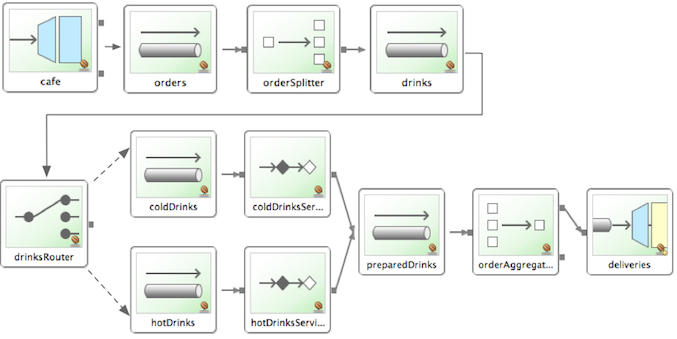 cafe
orders
orderSplitter
drinks
drinksRouter
coldDrinks
coldDrinksSer...
hotDrinks
hotDrinksServi...
preparedDrinks
orderAggregat...
deliveries